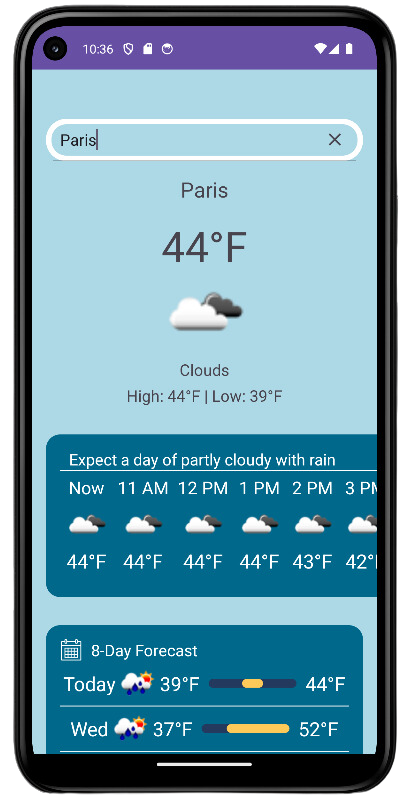 10:36
Paris
Paris
44°F
Clouds
High: 44°F | Low: 39°F
Expect a day of partly cloudy with rain
Now 11 AM 12 PM 1 PM 2 PM 3 PM
44°F 44°F 44°F 44°F 43°F 42°F
8-Day Forecast
Today 39°F 44°F
Wed 37°F 52°F